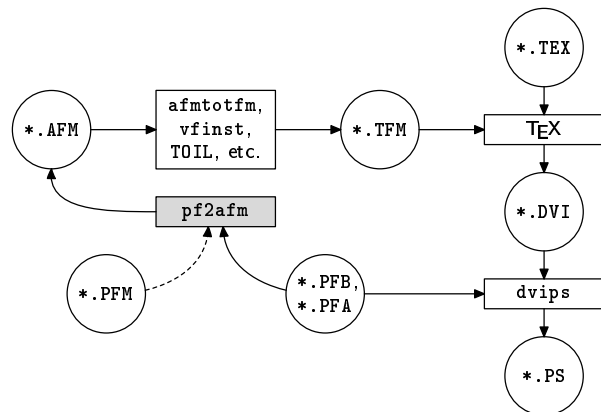 *.TEX
*.AFM
afmtotfm,
vfinst,
TOIL, etc.
*.TFM
TEX
pf2afm
*.DVI
*.PFM
*.PFB,
*.PFA
dvips
*.PS